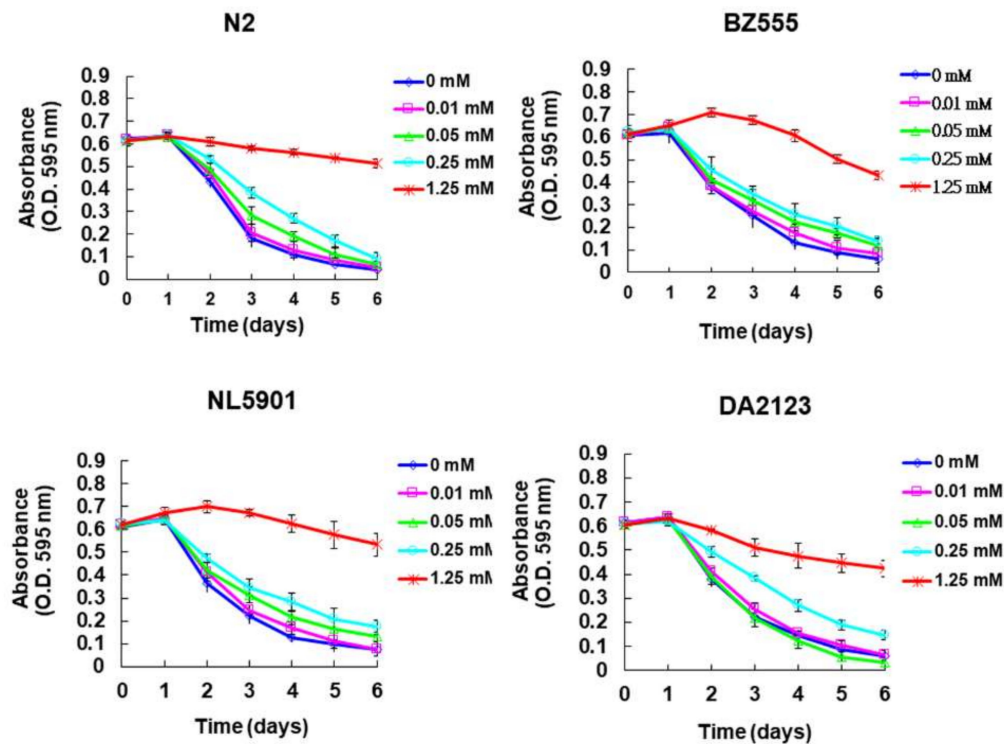 N2
Absorbance
(O.D. 595 nm)
0.9
0.8
0.7
0.6
0.5
0.4
0.3
0.2
0.1
0
0 1 2 3 4 5 6
Time (days)
0 mM
0.01 mM
0.05 mM
0.25 mM
1.25 mM
BZ555
Absorbance
(O.D. 595 nm)
0.9
0.8
0.7
0.6
0.5
0.4
0.3
0.2
0.1
0
0 1 2 3 4 5 6
Time (days)
0 mM
0.01 mM
0.05 mM
0.25 mM
1.25 mM
NL5901
Absorbance
(O.D. 595 nm)
0.9
0.8
0.7
0.6
0.5
0.4
0.3
0.2
0.1
0
0 1 2 3 4 5 6
Time (days)
0 mM
0.01 mM
0.05 mM
0.25 mM
1.25 mM
DA2123
Absorbance
(O.D. 595 nm)
0.9
0.8
0.7
0.6
0.5
0.4
0.3
0.2
0.1
0
0 1 2 3 4 5 6
Time (days)
0 mM
0.01 mM
0.05 mM
0.25 mM
1.25 mM